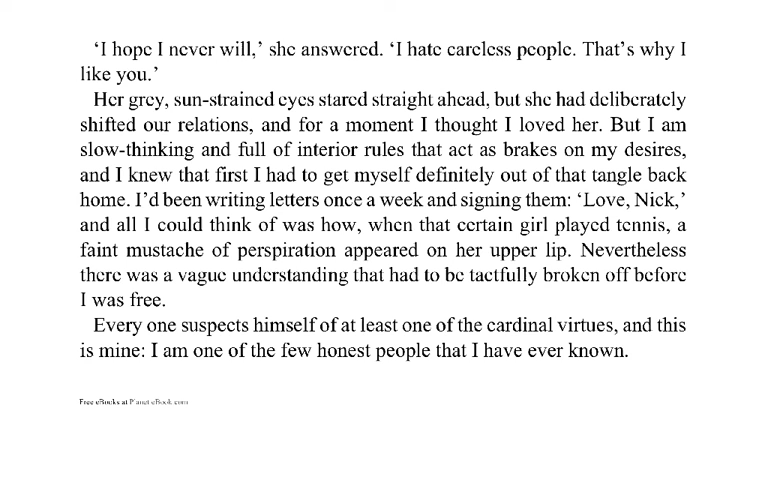 ‘I hope I never will,’ she answered. ‘I hate careless people. That’s why I
like you.’
Her grey, sun-strained eyes stared straight ahead, but she had deliberately
shifted our relations, and for a moment I thought I loved her. But I am
slow-thinking and full of interior rules that act as brakes on my desires,
and I knew that first I had to get myself definitely out of that tangle back
home. I’d been writing letters once a week and signing them: ‘Love, Nick,’
and all I could think of was how, when that certain girl played tennis, a
faint mustache of perspiration appeared on her upper lip. Nevertheless
there was a vague understanding that had to be tactfully broken off before
I was free.
Every one suspects himself of at least one of the cardinal virtues, and this
is mine: I am one of the few honest people that I have ever known.
Free eBooks at Planet eBook.com